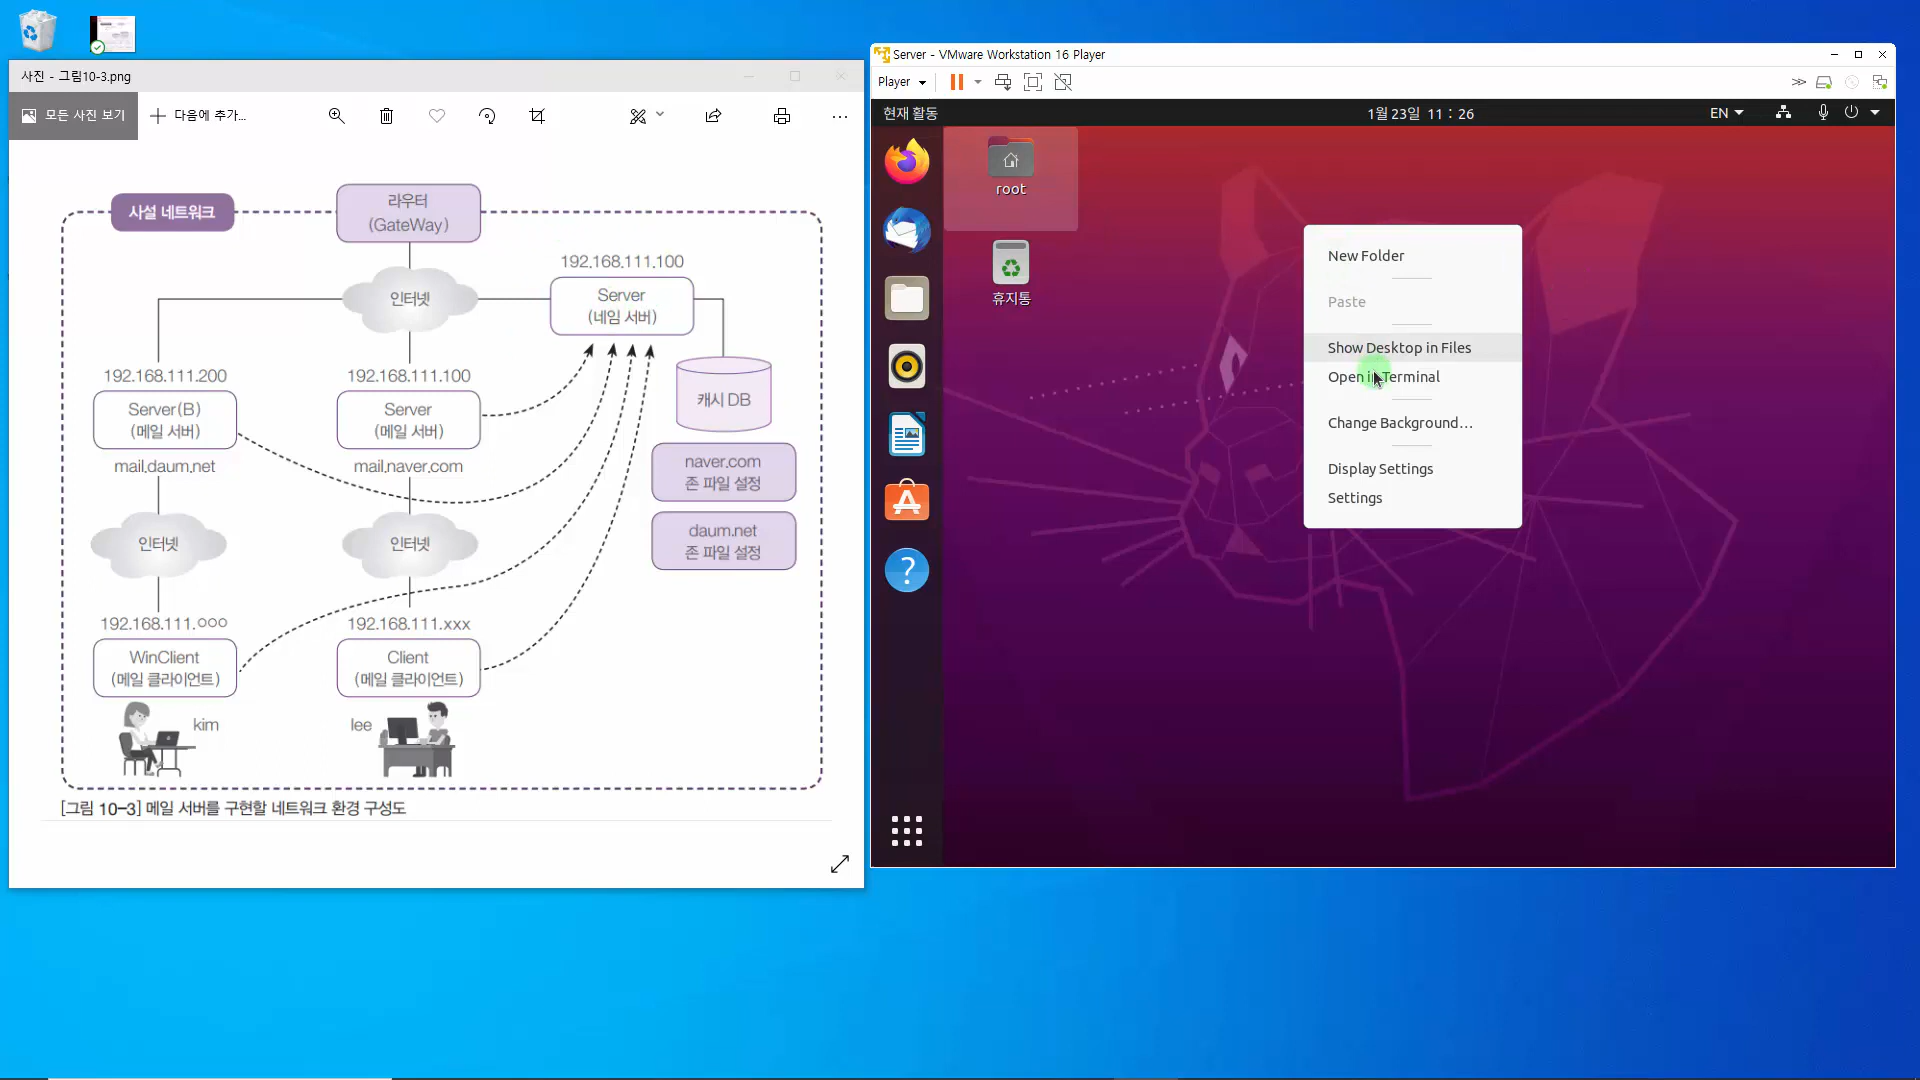 사진 - 그림10-3.png
모든 사진 보기
다음에 추가...
사설 네트워크
라우터
(GateWay)
인터넷
192.168.111.100
Server
(네임 서버)
캐시 DB
naver.com
존 파일 설정
daum.net
존 파일 설정
192.168.111.200
Server(B)
(메일 서버)
mail.daum.net
192.168.111.100
Server
(메일 서버)
mail.naver.com
인터넷
인터넷
192.168.111.○○○
WinClient
(메일 클라이언트)
kim
192.168.111.xxx
Client
(메일 클라이언트)
lee
[그림 10-3] 메일 서버를 구현할 네트워크 환경 구성도
Server - VMware Workstation 16 Player
Player
현재 활동
1월 23일 11 : 26
EN
root
휴지통
New Folder
Paste
Show Desktop in Files
Open in Terminal
Change Background...
Display Settings
Settings